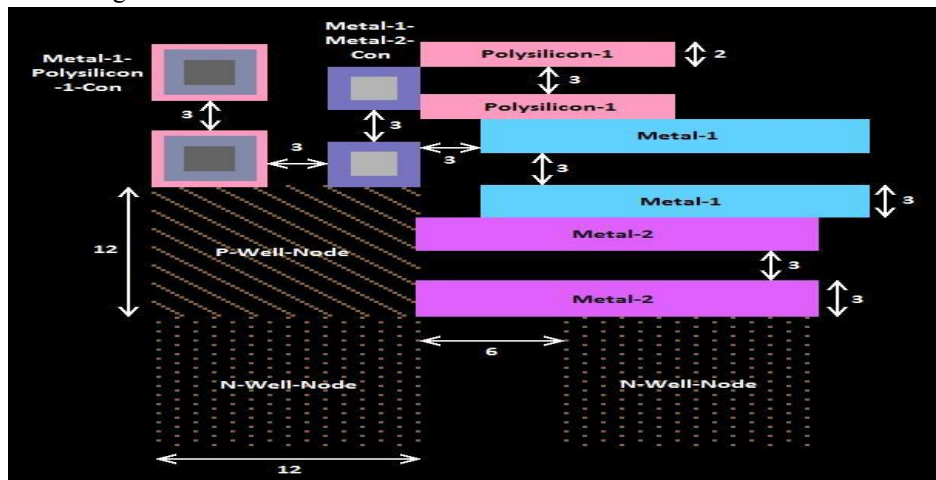 Metal-1-
Polysilicon
-1-Con
Metal-1-
Metal-2-
Con
Polysilicon-1
2
3
3
Polysilicon-1
3
Metal-1
3
3
3
Metal-1
3
12
P-Well-Node
Metal-2
3
Metal-2
3
6
N-Well-Node
N-Well-Node
12